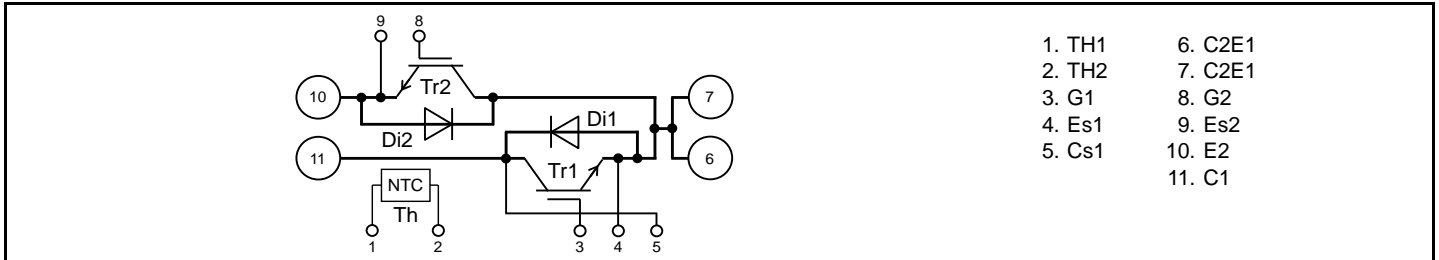 9 8
Tr2
10
7
Di2
Di1
11
6
Tr1
NTC
Th
1 2 3 4 5
1. TH1
2. TH2
3. G1
4. Es1
5. Cs1
6. C2E1
7. C2E1
8. G2
9. Es2
10. E2
11. C1